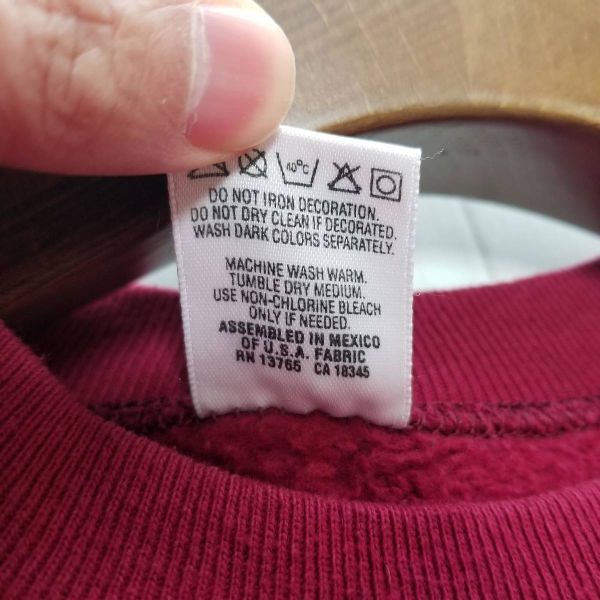 40°C
DO NOT IRON DECORATION.
DO NOT DRY CLEAN IF DECORATED.
WASH DARK COLORS SEPARATELY.
MACHINE WASH WARM.
TUMBLE DRY MEDIUM.
USE NON-CHLORINE BLEACH
ONLY IF NEEDED.
ASSEMBLED IN MEXICO
OF U.S.A. FABRIC
RN 13765 CA 18345